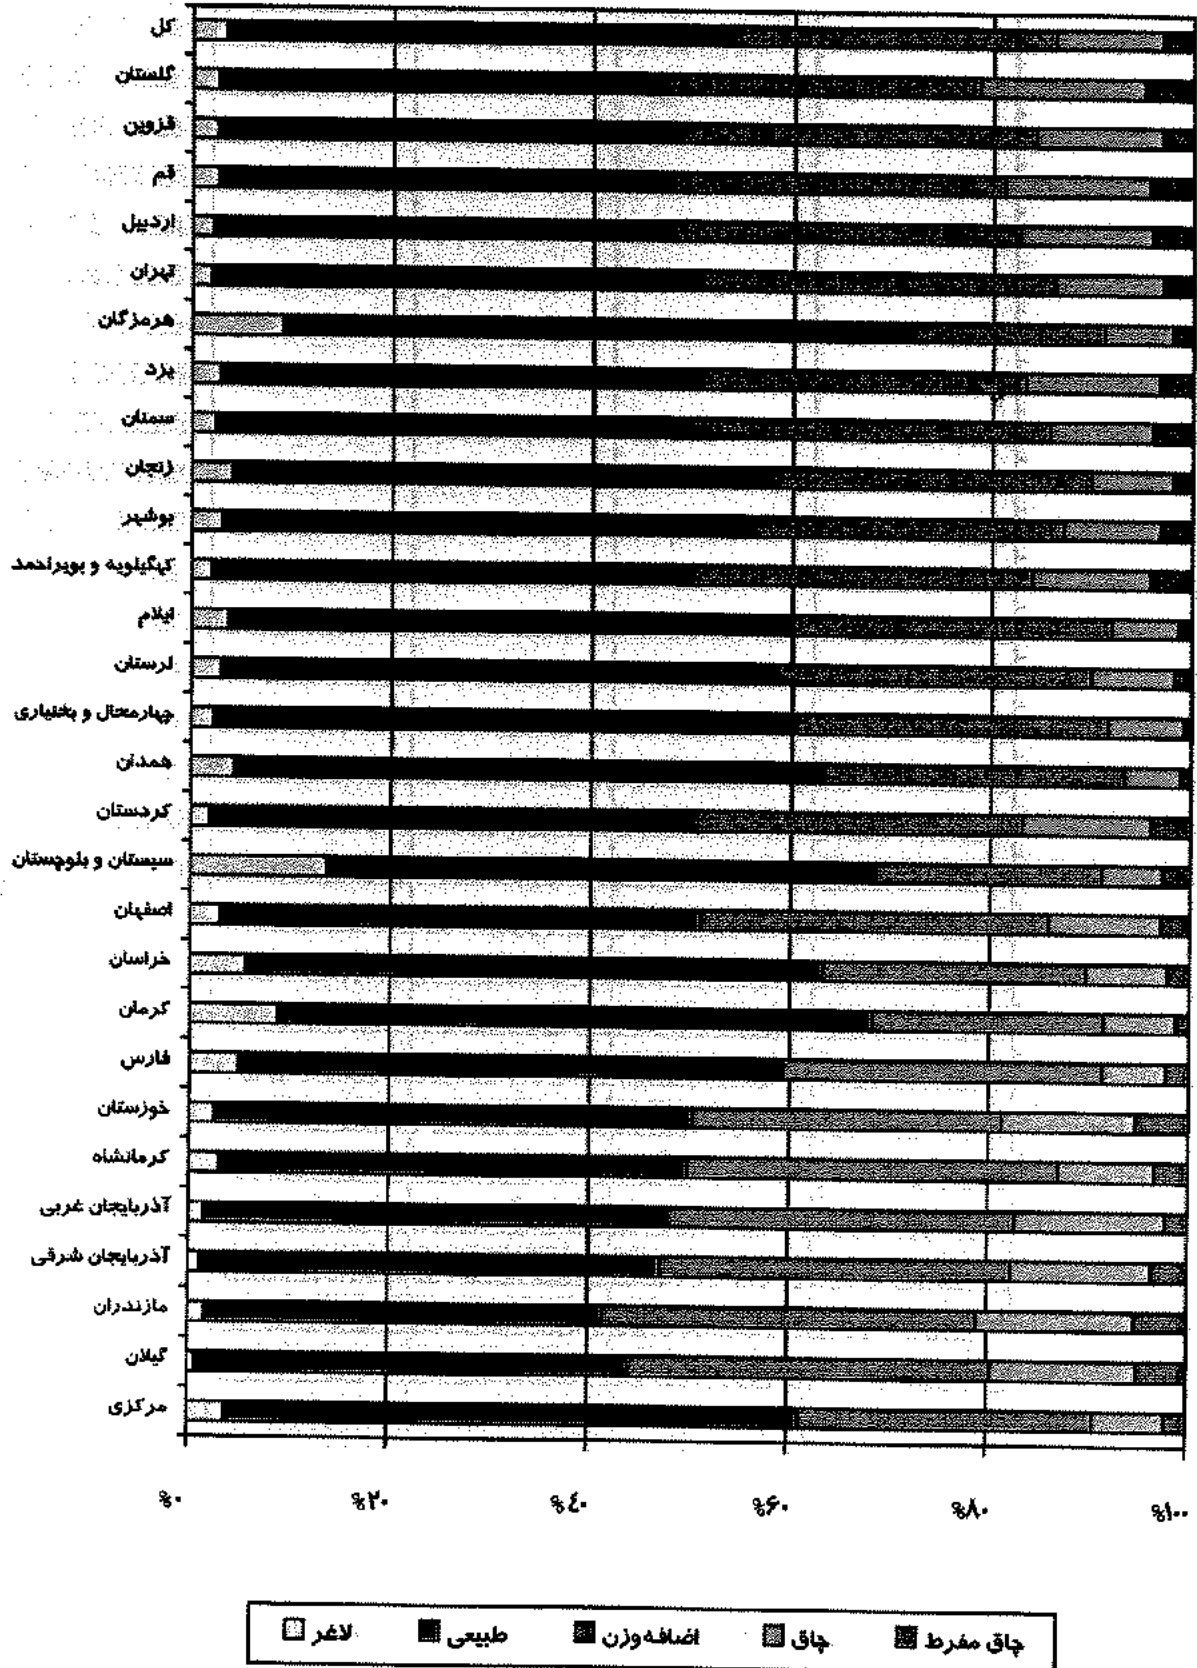 کل
گلستان
قزوین
قم
اردبیل
تهران
هرمزگان
یزد
سمنان
زنجان
بوشهر
کهگیلویه و بویراحمد
ایلام
لرستان
چهارمحال و بختیاری
همدان
کردستان
سیستان و بلوچستان
اصفهان
خراسان
کرمان
فارس
خوزستان
کرمانشاه
آذربایجان غربی
آذربایجان شرقی
مازندران
گیلان
مرکزی
%۰ %۲۰ %۴۰ %۶۰ %۸۰ %۱۰۰
لاغر طبیعی اضافه‌وزن چاق چاق مفرط